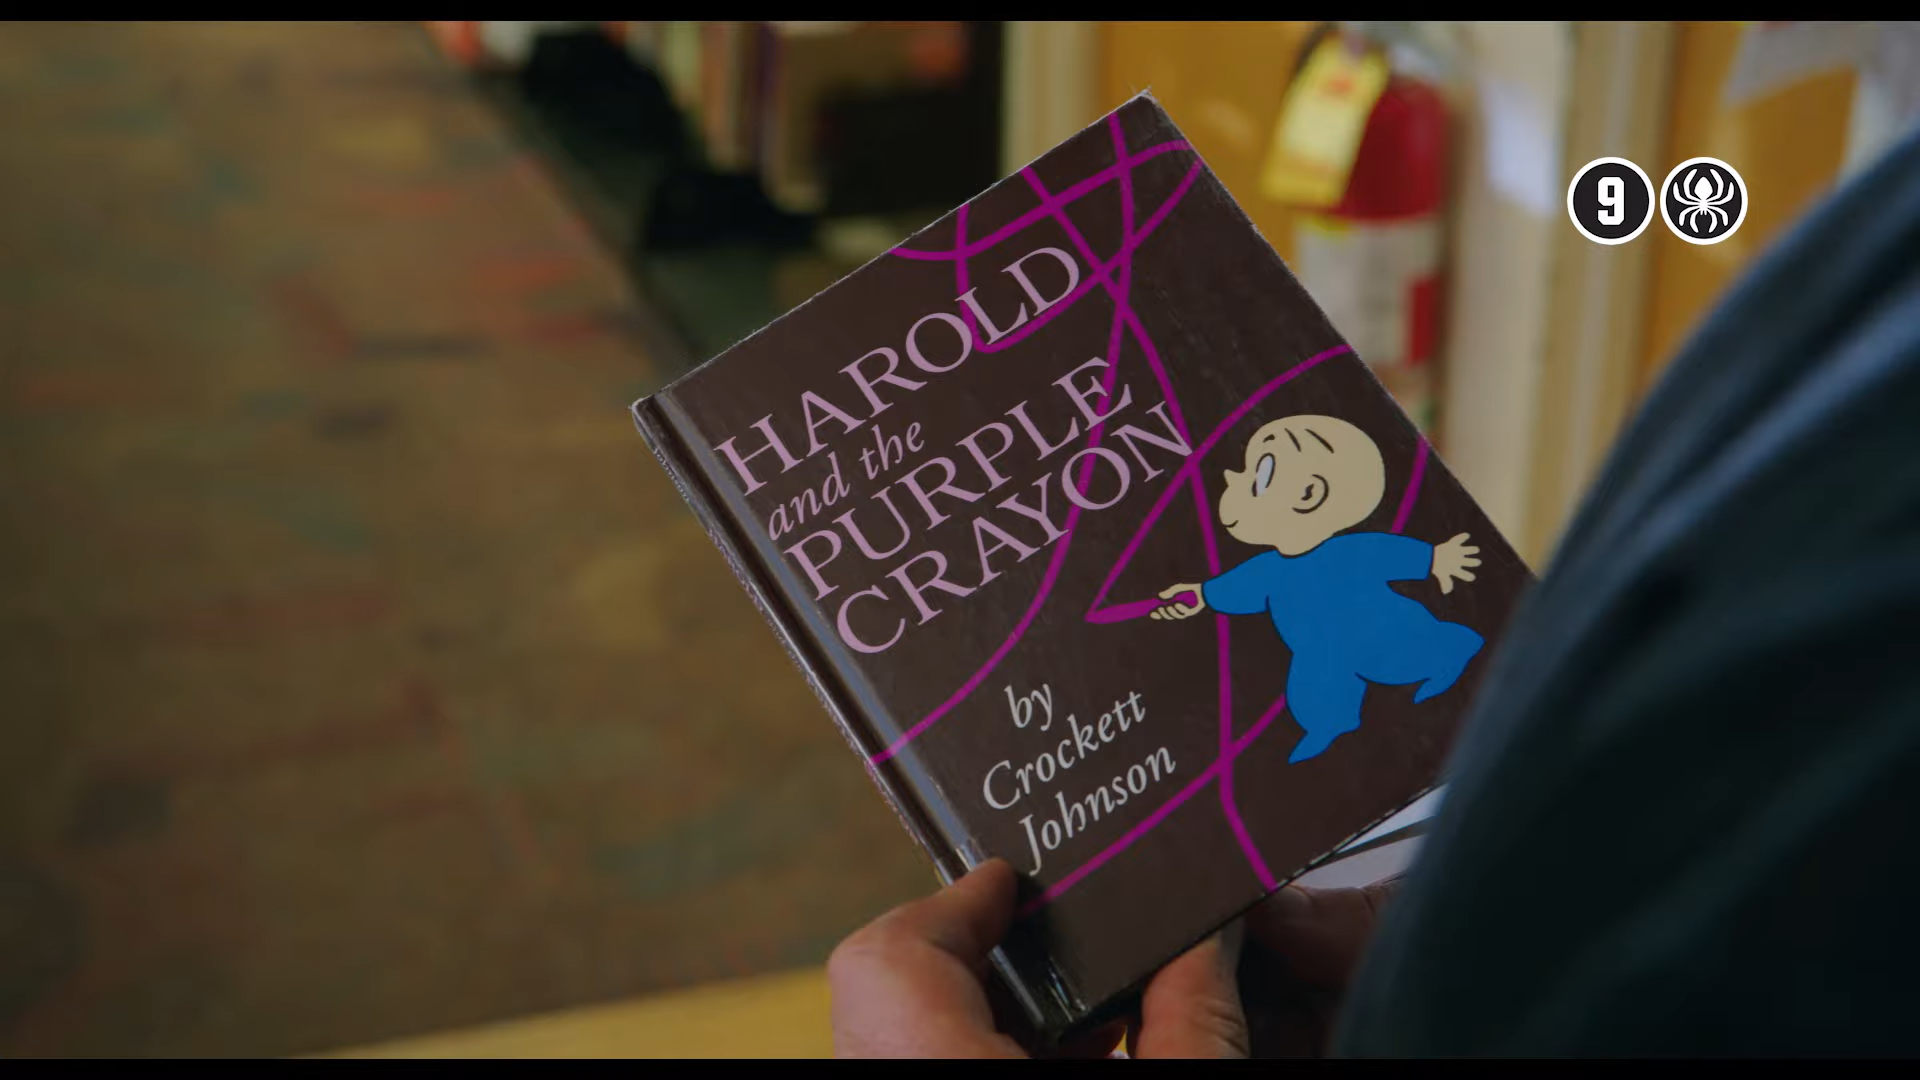 HAROLD
and the
PURPLE
CRAYON
by
Crockett
Johnson
9